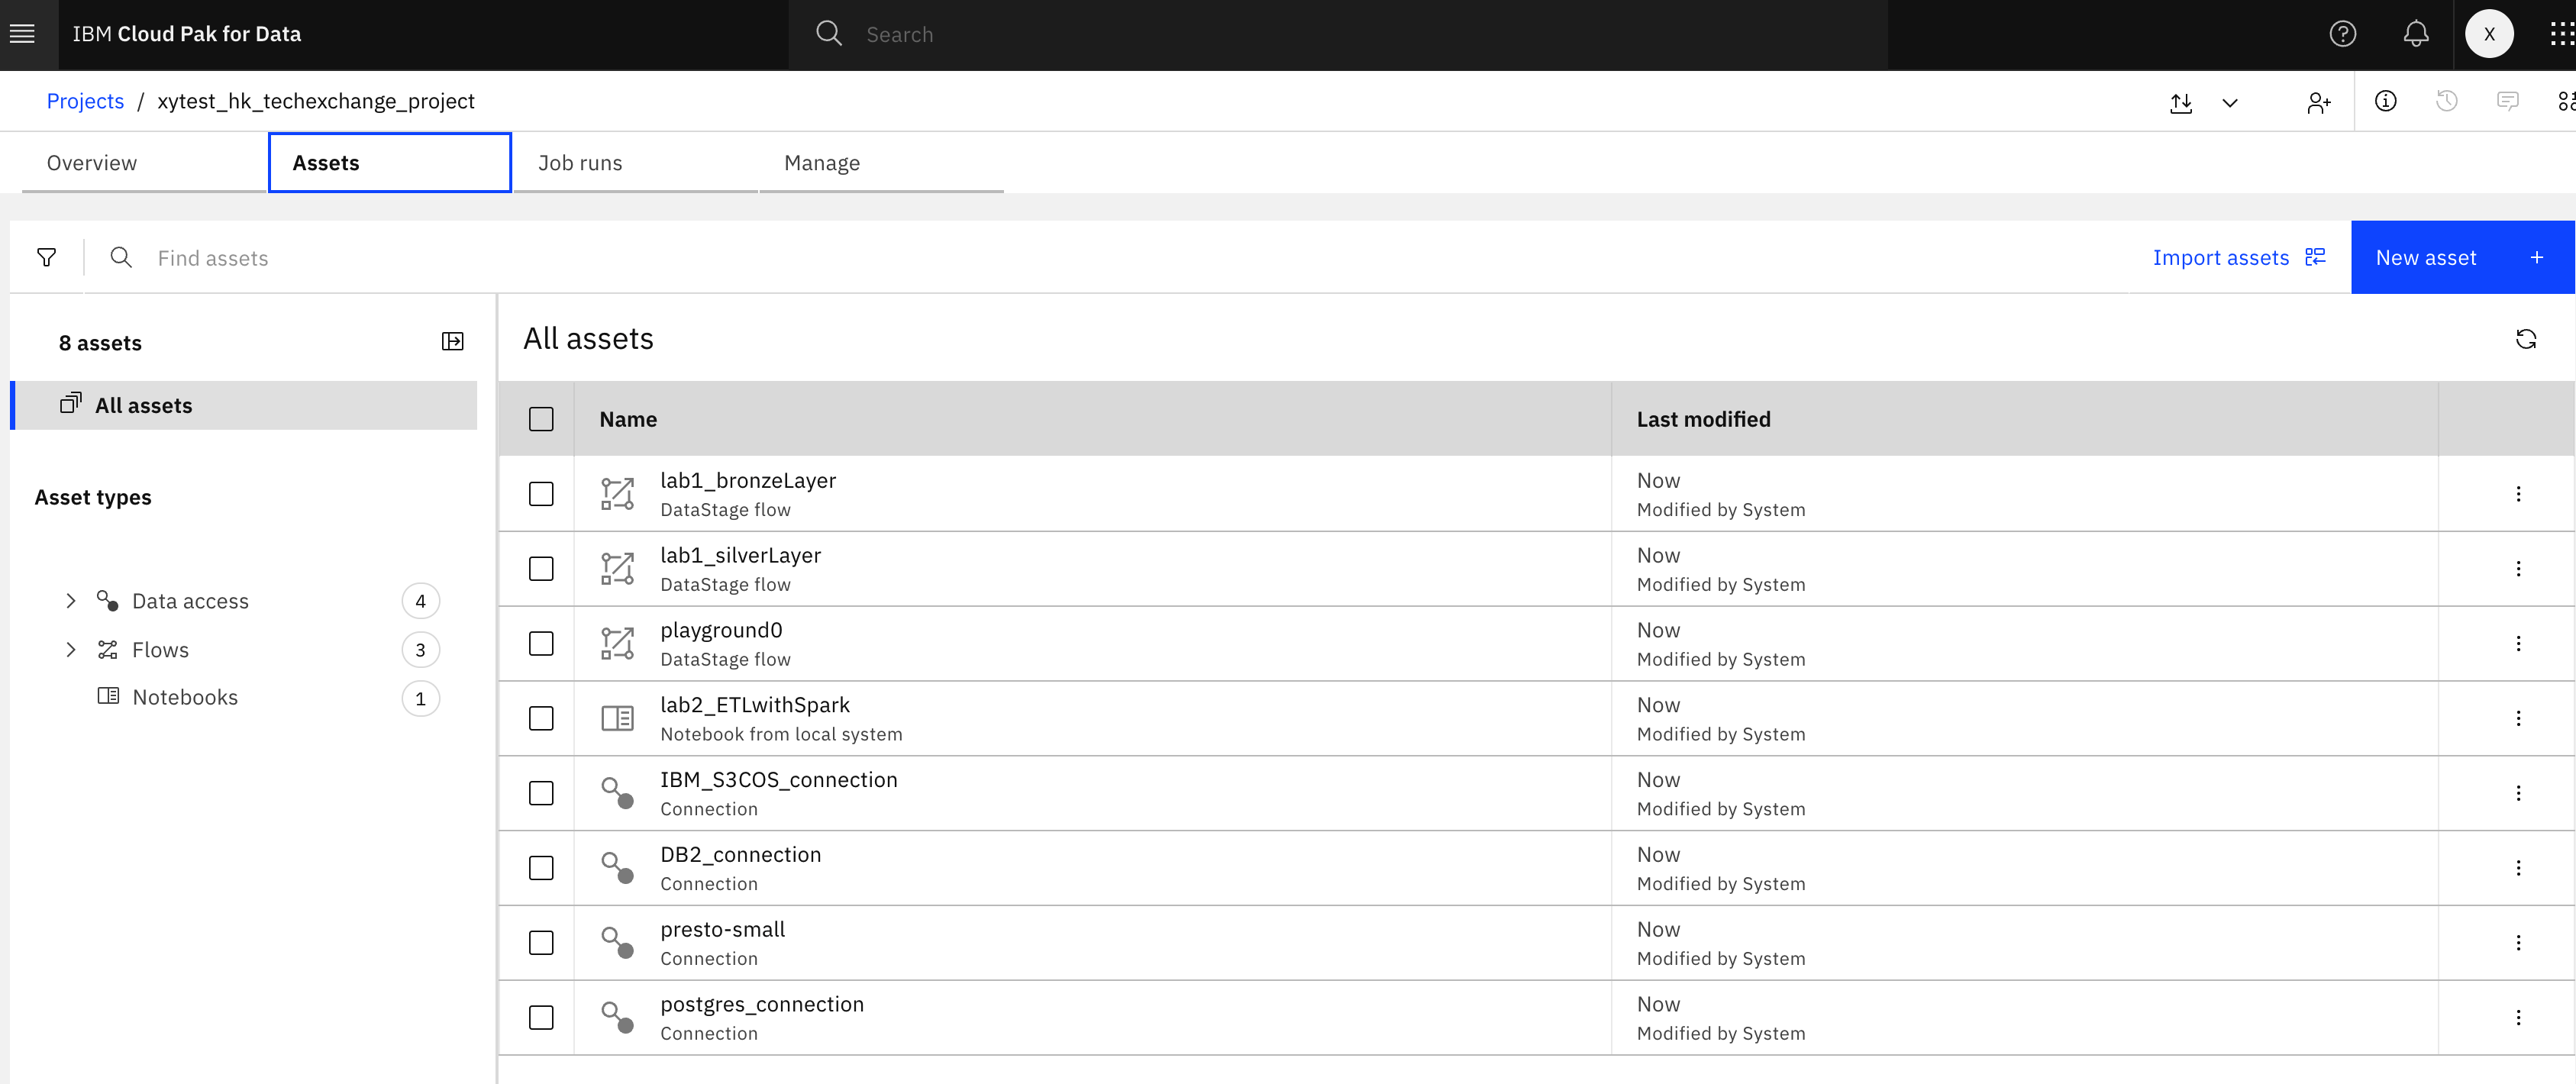 IBM Cloud Pak for Data
Search
X
Projects / xytest_hk_techexchange_project
Overview
Assets
Job runs
Manage
Find assets
Import assets
New asset +
8 assets
All assets
Asset types
Data access 4
Flows 3
Notebooks 1
All assets
Name
Last modified
lab1_bronzeLayer
DataStage flow
Now
Modified by System
lab1_silverLayer
DataStage flow
Now
Modified by System
playground0
DataStage flow
Now
Modified by System
lab2_ETLwithSpark
Notebook from local system
Now
Modified by System
IBM_S3COS_connection
Connection
Now
Modified by System
DB2_connection
Connection
Now
Modified by System
presto-small
Connection
Now
Modified by System
postgres_connection
Connection
Now
Modified by System